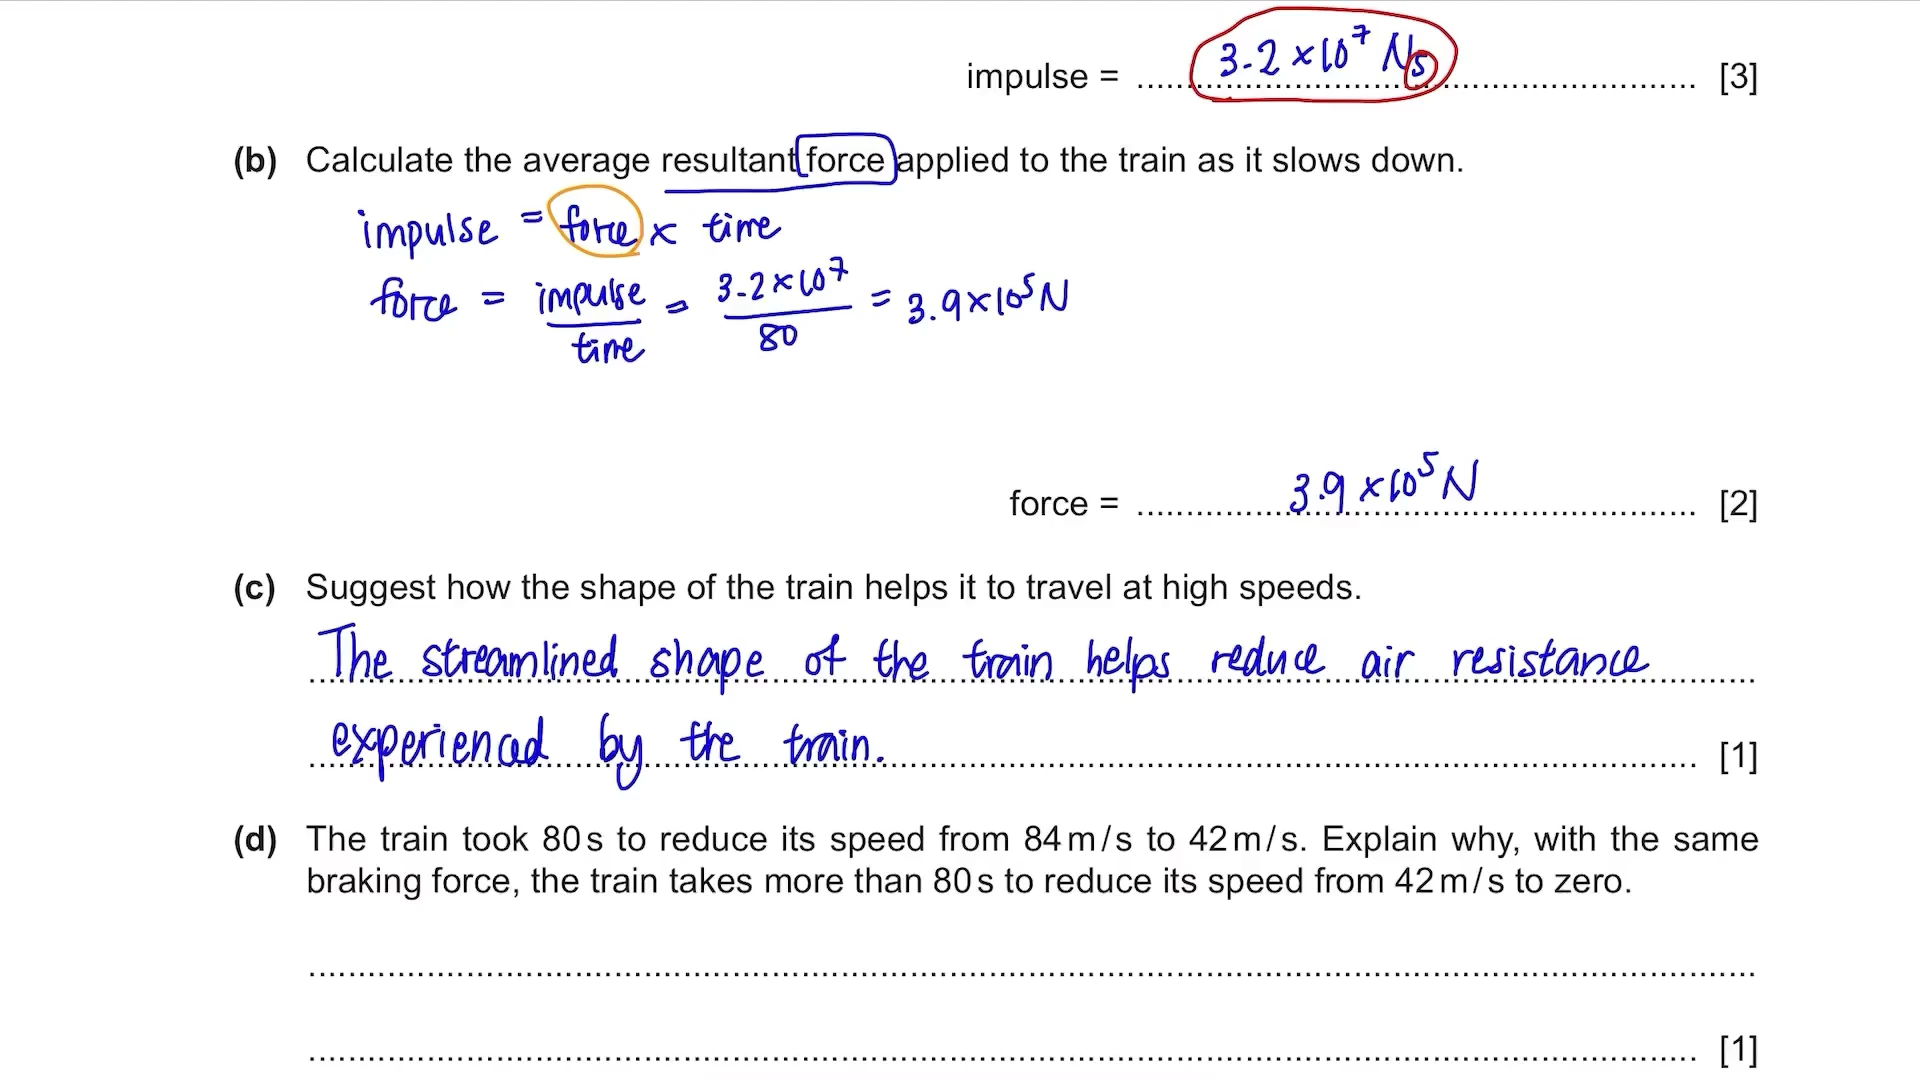 impulse = 3.2 × 10⁷ Ns [3]
(b) Calculate the average resultant force applied to the train as it slows down.
impulse = force × time
force = impulse/time = 3.2×10⁷/80 = 3.9×10⁵ N
force = 3.9 ×10⁵ N [2]
(c) Suggest how the shape of the train helps it to travel at high speeds.
The streamlined shape of the train helps reduce air resistance
experienced by the train. [1]
(d) The train took 80 s to reduce its speed from 84 m/s to 42 m/s. Explain why, with the same
braking force, the train takes more than 80 s to reduce its speed from 42 m/s to zero.
[1]